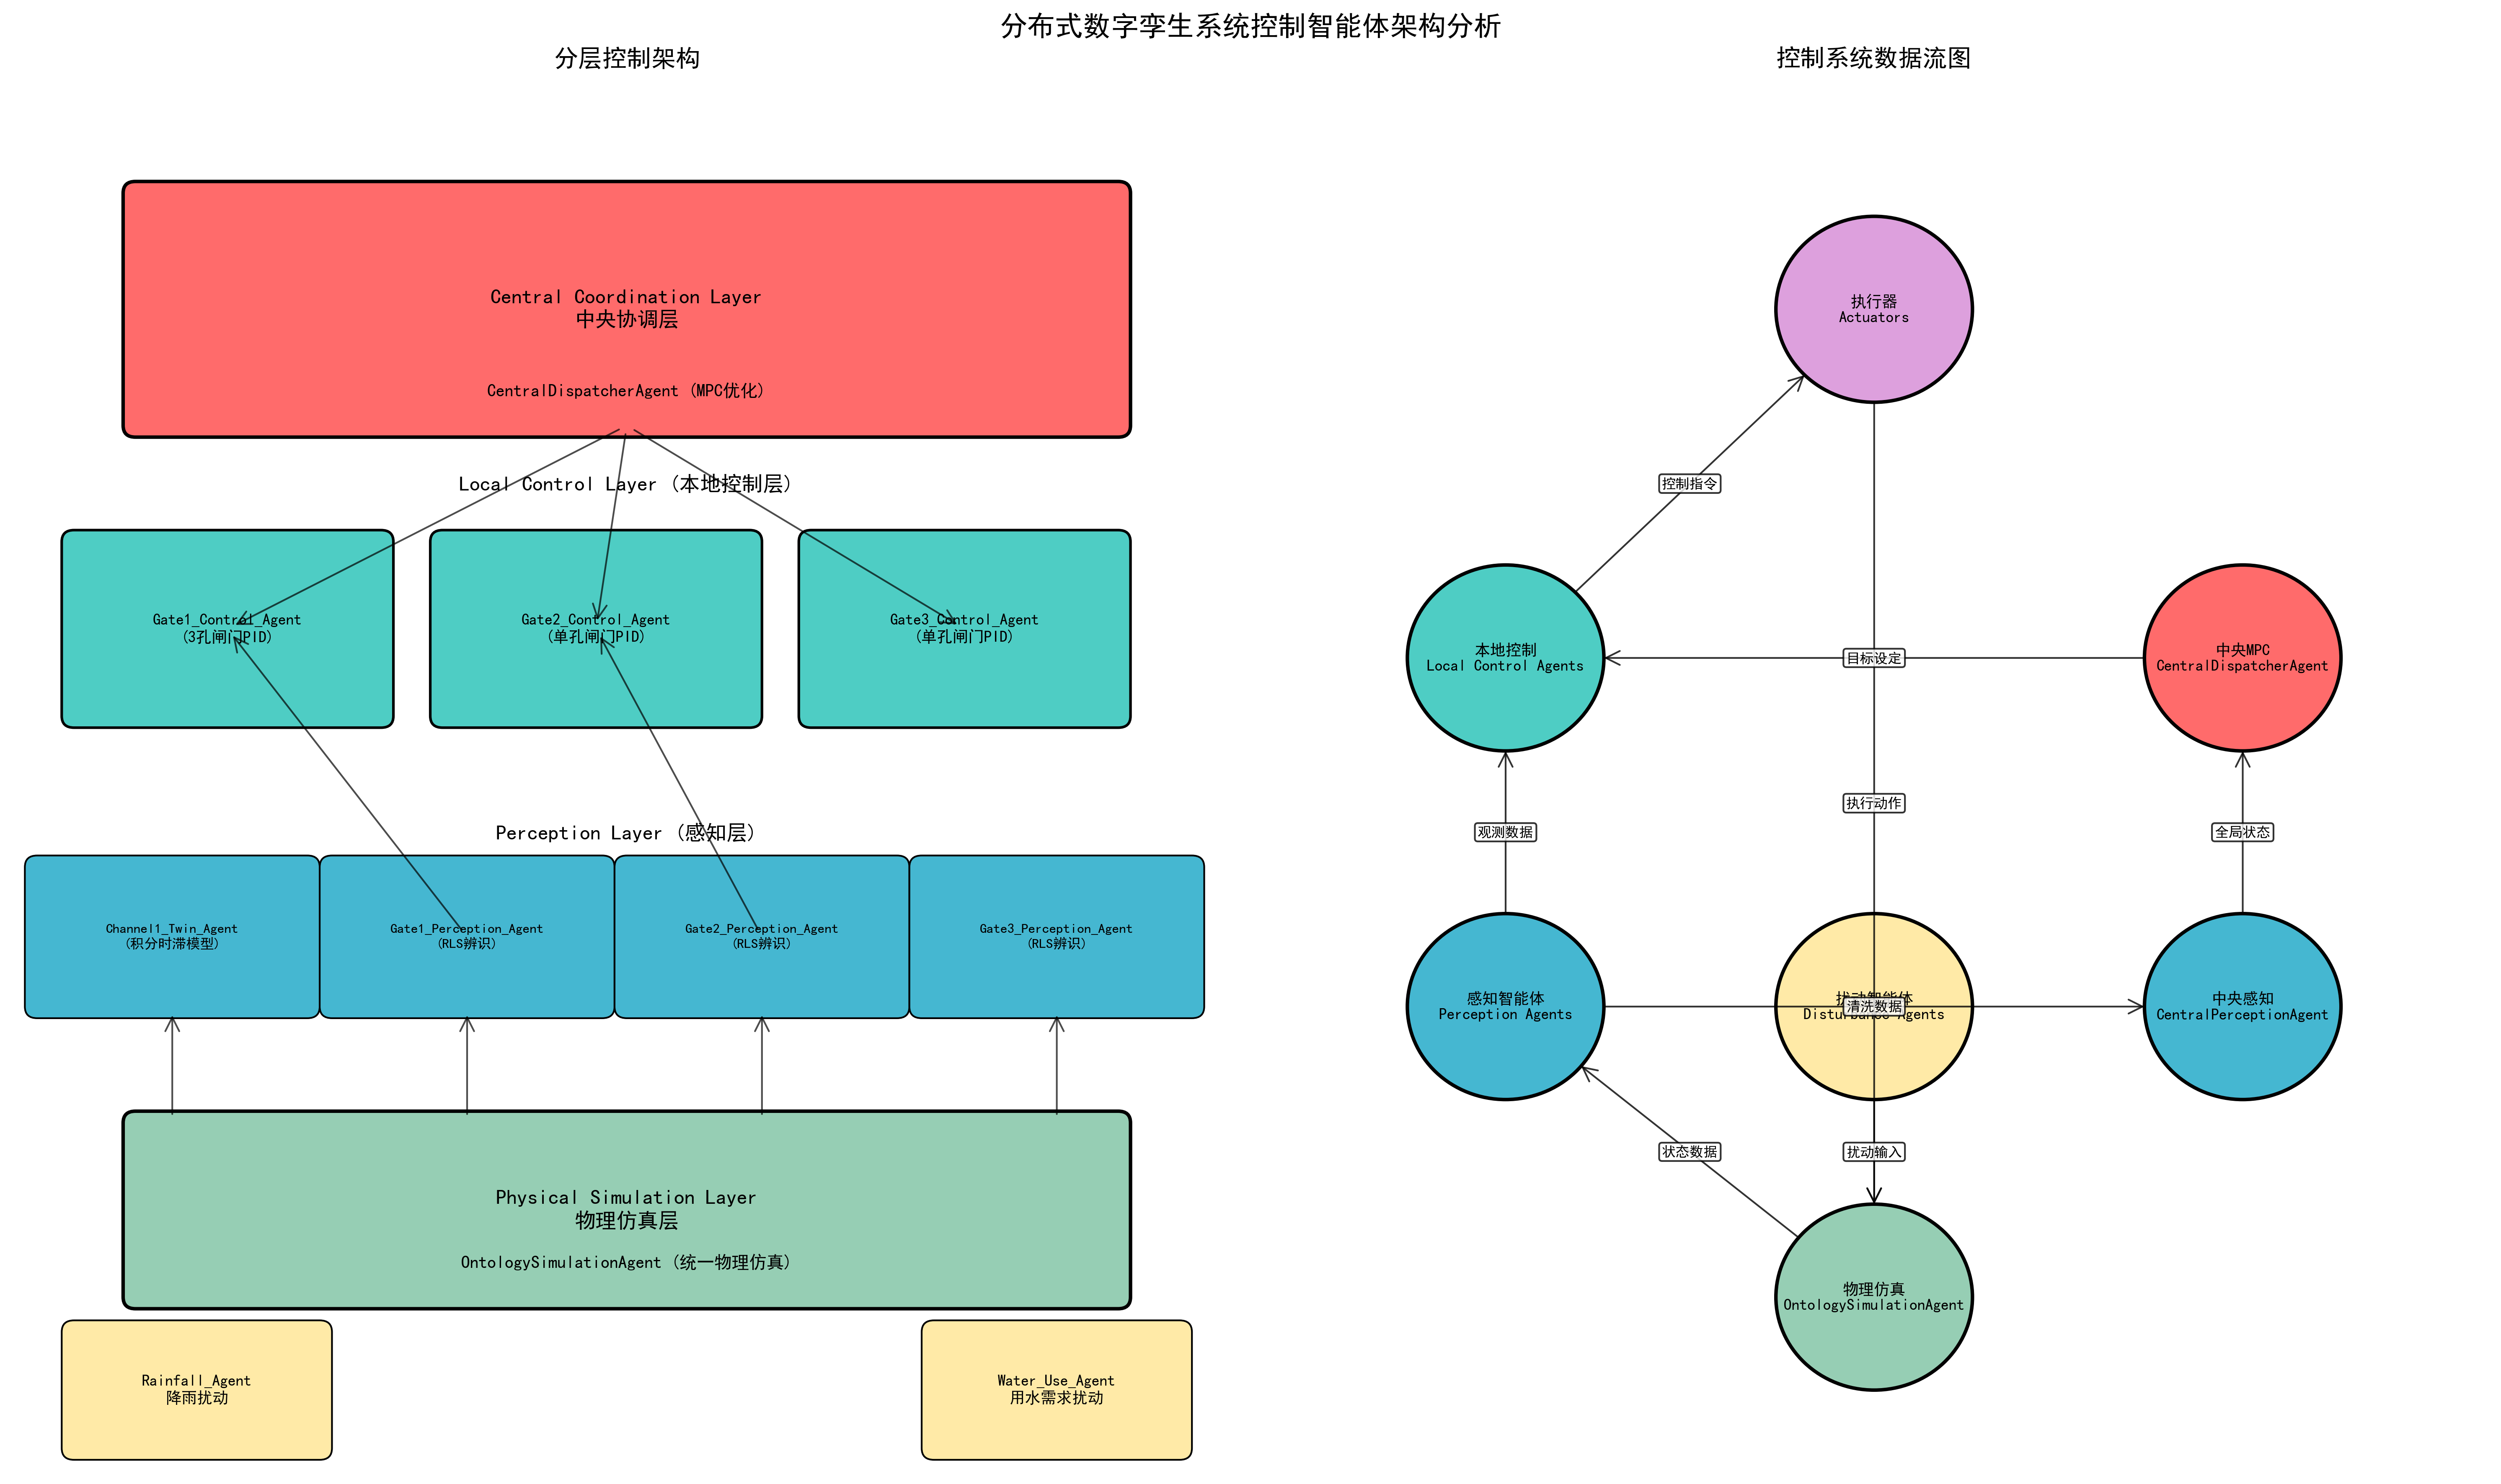 分布式数字孪生系统控制智能体架构分析
分层控制架构
Central Coordination Layer
中央协调层
CentralDispatcherAgent (MPC优化)
Local Control Layer (本地控制层)
Gate1_Control_Agent
(3孔闸门PID)
Gate2_Control_Agent
(单孔闸门PID)
Gate3_Control_Agent
(单孔闸门PID)
Perception Layer (感知层)
Channel1_Twin_Agent
(积分时滞模型)
Gate1_Perception_Agent
(RLS辨识)
Gate2_Perception_Agent
(RLS辨识)
Gate3_Perception_Agent
(RLS辨识)
Physical Simulation Layer
物理仿真层
OntologySimulationAgent (统一物理仿真)
Rainfall_Agent
降雨扰动
Water_Use_Agent
用水需求扰动
控制系统数据流图
执行器
Actuators
控制指令
本地控制
Local Control Agents
目标设定
中央MPC
CentralDispatcherAgent
执行动作
观测数据
全局状态
感知智能体
Perception Agents
扰动智能体
Disturbance Agents
清洗数据
中央感知
CentralPerceptionAgent
状态数据
扰动输入
物理仿真
OntologySimulationAgent